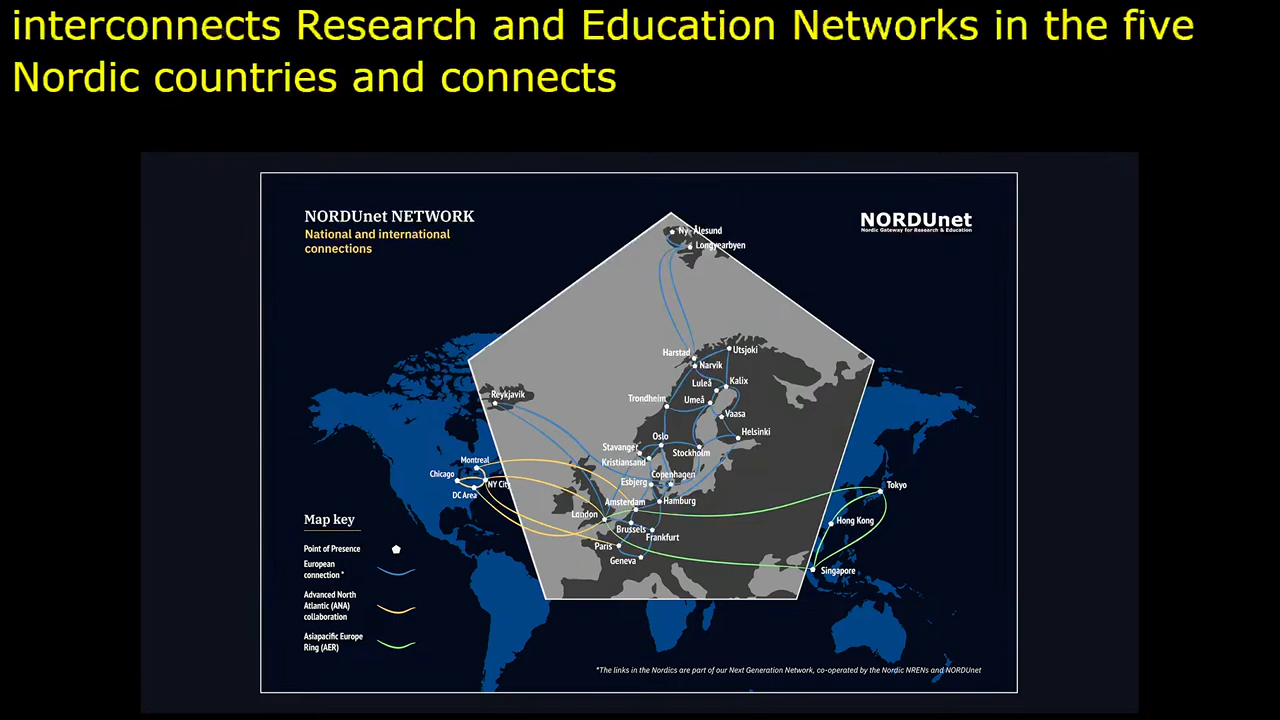 interconnects Research and Education Networks in the five
Nordic countries and connects
NORDUnet NETWORK
National and international
connections
NORDUnet
Nordic Gateway for Research & Education
Ny-Ålesund
Longyearbyen
Harstad
Utsjoki
Narvik
Luleå
Kalix
Reykjavik
Trondheim
Umeå
Vaasa
Oslo
Helsinki
Stavanger
Stockholm
Kristiansand
Montreal
Chicago
Copenhagen
Esbjerg
NY City
DC Area
Tokyo
Amsterdam
Hamburg
London
Hong Kong
Brussels
Frankfurt
Paris
Geneva
Singapore
Map key
Point of Presence
European
connection *
Advanced North
Atlantic (ANA)
collaboration
Asiapacific Europe
Ring (AER)
*The links in the Nordics are part of our Next Generation Network, co-operated by the Nordic NRENs and NORDUnet